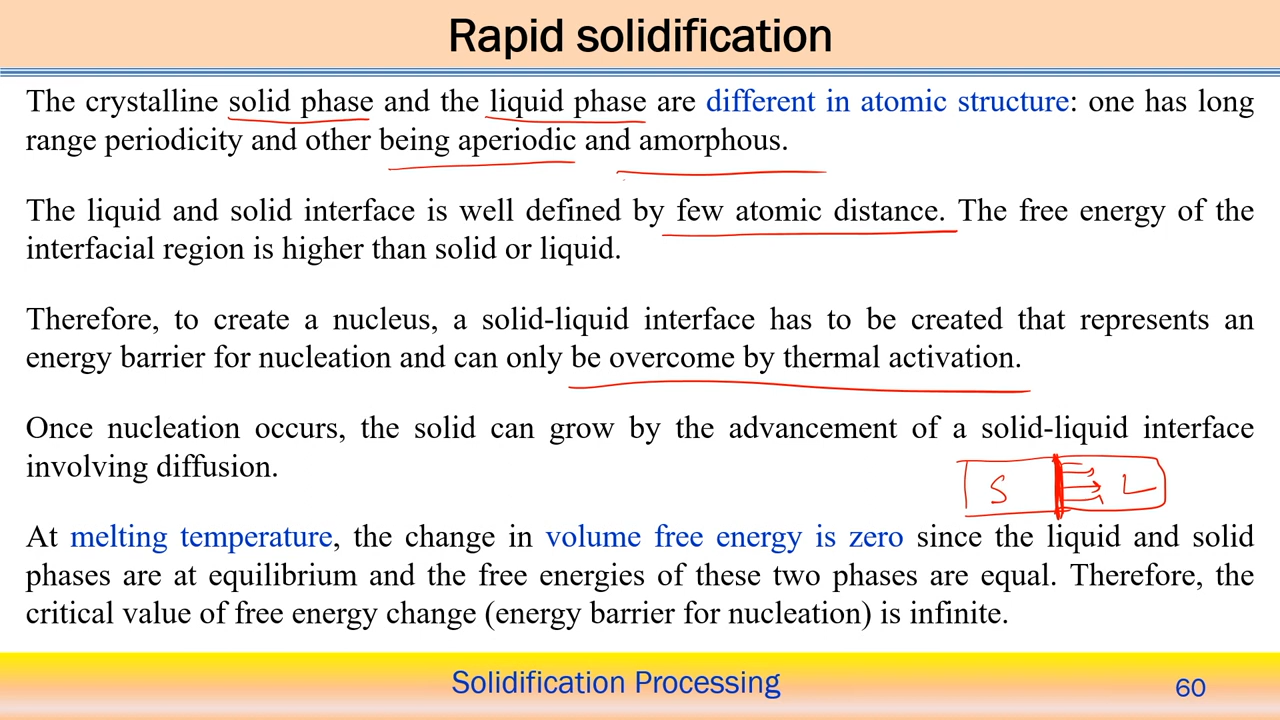 Rapid solidification
The crystalline solid phase and the liquid phase are different in atomic structure: one has long
range periodicity and other being aperiodic and amorphous.
The liquid and solid interface is well defined by few atomic distance. The free energy of the
interfacial region is higher than solid or liquid.
Therefore, to create a nucleus, a solid-liquid interface has to be created that represents an
energy barrier for nucleation and can only be overcome by thermal activation.
Once nucleation occurs, the solid can grow by the advancement of a solid-liquid interface
involving diffusion.
S L
At melting temperature, the change in volume free energy is zero since the liquid and solid
phases are at equilibrium and the free energies of these two phases are equal. Therefore, the
critical value of free energy change (energy barrier for nucleation) is infinite.
Solidification Processing
60